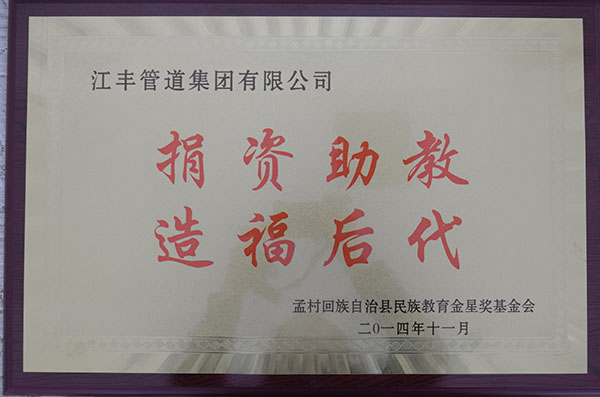 江丰管道集团有限公司
捐资助教
造福后代
孟村回族自治县民族教育金星奖基金会
二〇一四年十一月